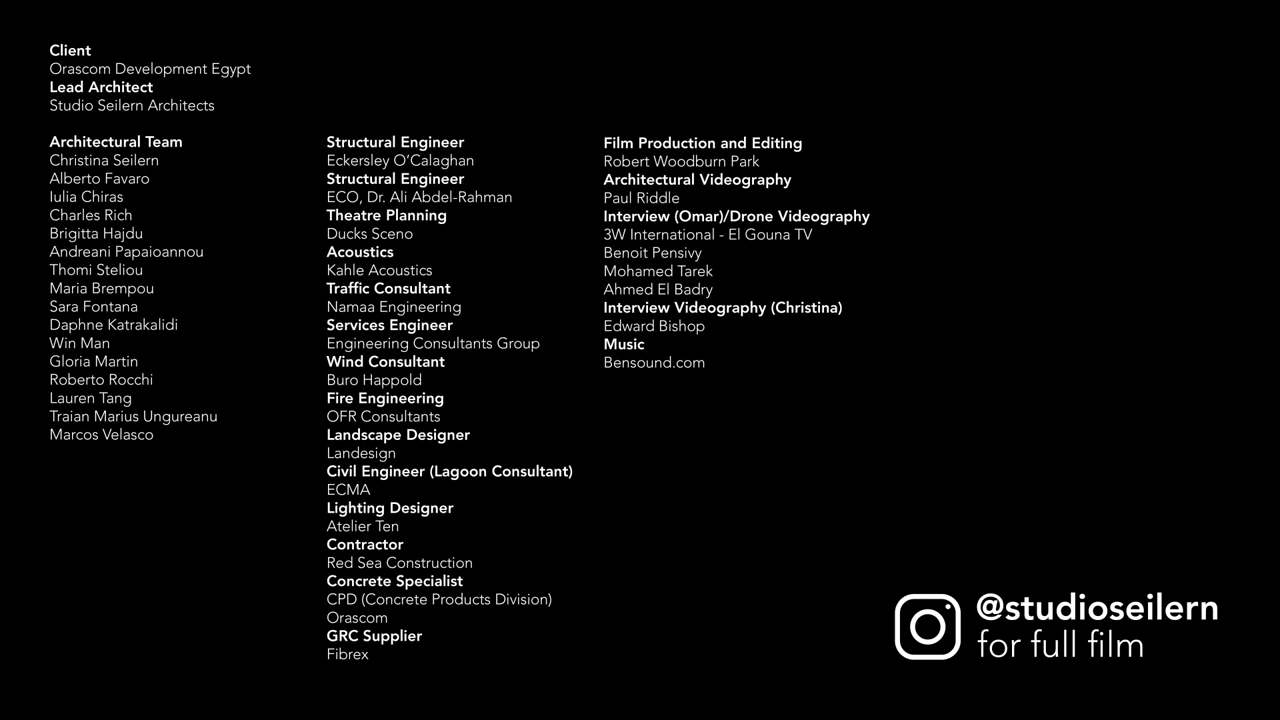 Client
Orascom Development Egypt
Lead Architect
Studio Seilern Architects
Architectural Team
Christina Seilern
Alberto Favaro
Iulia Chiras
Charles Rich
Brigitta Hajdu
Andreani Papaioannou
Thomi Steliou
Maria Brempou
Sara Fontana
Daphne Katrakalidi
Win Man
Gloria Martin
Roberto Rocchi
Lauren Tang
Traian Marius Ungureanu
Marcos Velasco
Structural Engineer
Eckersley O’Calaghan
Structural Engineer
ECO, Dr. Ali Abdel-Rahman
Theatre Planning
Ducks Sceno
Acoustics
Kahle Acoustics
Traffic Consultant
Namaa Engineering
Services Engineer
Engineering Consultants Group
Wind Consultant
Buro Happold
Fire Engineering
OFR Consultants
Landscape Designer
Landesign
Civil Engineer (Lagoon Consultant)
ECMA
Lighting Designer
Atelier Ten
Contractor
Red Sea Construction
Concrete Specialist
CPD (Concrete Products Division)
Orascom
GRC Supplier
Fibrex
Film Production and Editing
Robert Woodburn Park
Architectural Videography
Paul Riddle
Interview (Omar)/Drone Videography
3W International - El Gouna TV
Benoit Pensivy
Mohamed Tarek
Ahmed El Badry
Interview Videography (Christina)
Edward Bishop
Music
Bensound.com
@studioseilern
for full film